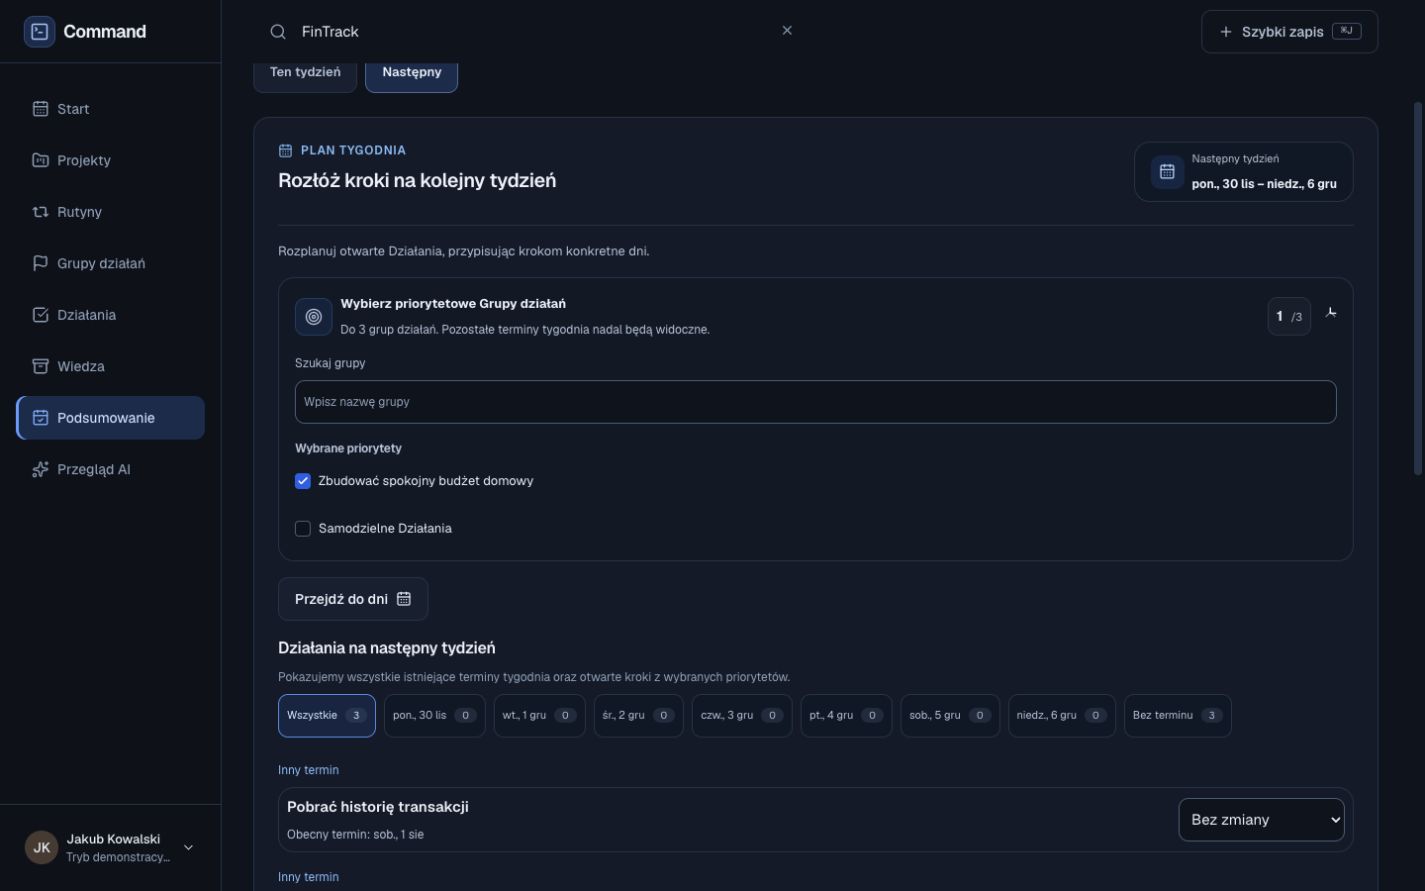 Command
FinTrack
Szybki zapis
⌘J
Start
Projekty
Rutyny
Grupy działań
Działania
Wiedza
Podsumowanie
Przegląd AI
Jakub Kowalski
JK
Tryb demonstracy...
Ten tydzień
Następny
PLAN TYGODNIA
Rozłóż kroki na kolejny tydzień
Następny tydzień
pon., 30 lis – niedz., 6 gru
Rozplanuj otwarte Działania, przypisując krokom konkretne dni.
Wybierz priorytetowe Grupy działań
Do 3 grup działań. Pozostałe terminy tygodnia nadal będą widoczne.
1 /3
Szukaj grupy
Wpisz nazwę grupy
Wybrane priorytety
Zbudować spokojny budżet domowy
Samodzielne Działania
Przejdź do dni
Działania na następny tydzień
Pokazujemy wszystkie istniejące terminy tygodnia oraz otwarte kroki z wybranych priorytetów.
Wszystkie 3
pon., 30 lis 0
wt., 1 gru 0
śr., 2 gru 0
czw., 3 gru 0
pt., 4 gru 0
sob., 5 gru 0
niedz., 6 gru 0
Bez terminu 3
Inny termin
Pobrać historię transakcji
Obecny termin: sob., 1 sie
Bez zmiany
Inny termin